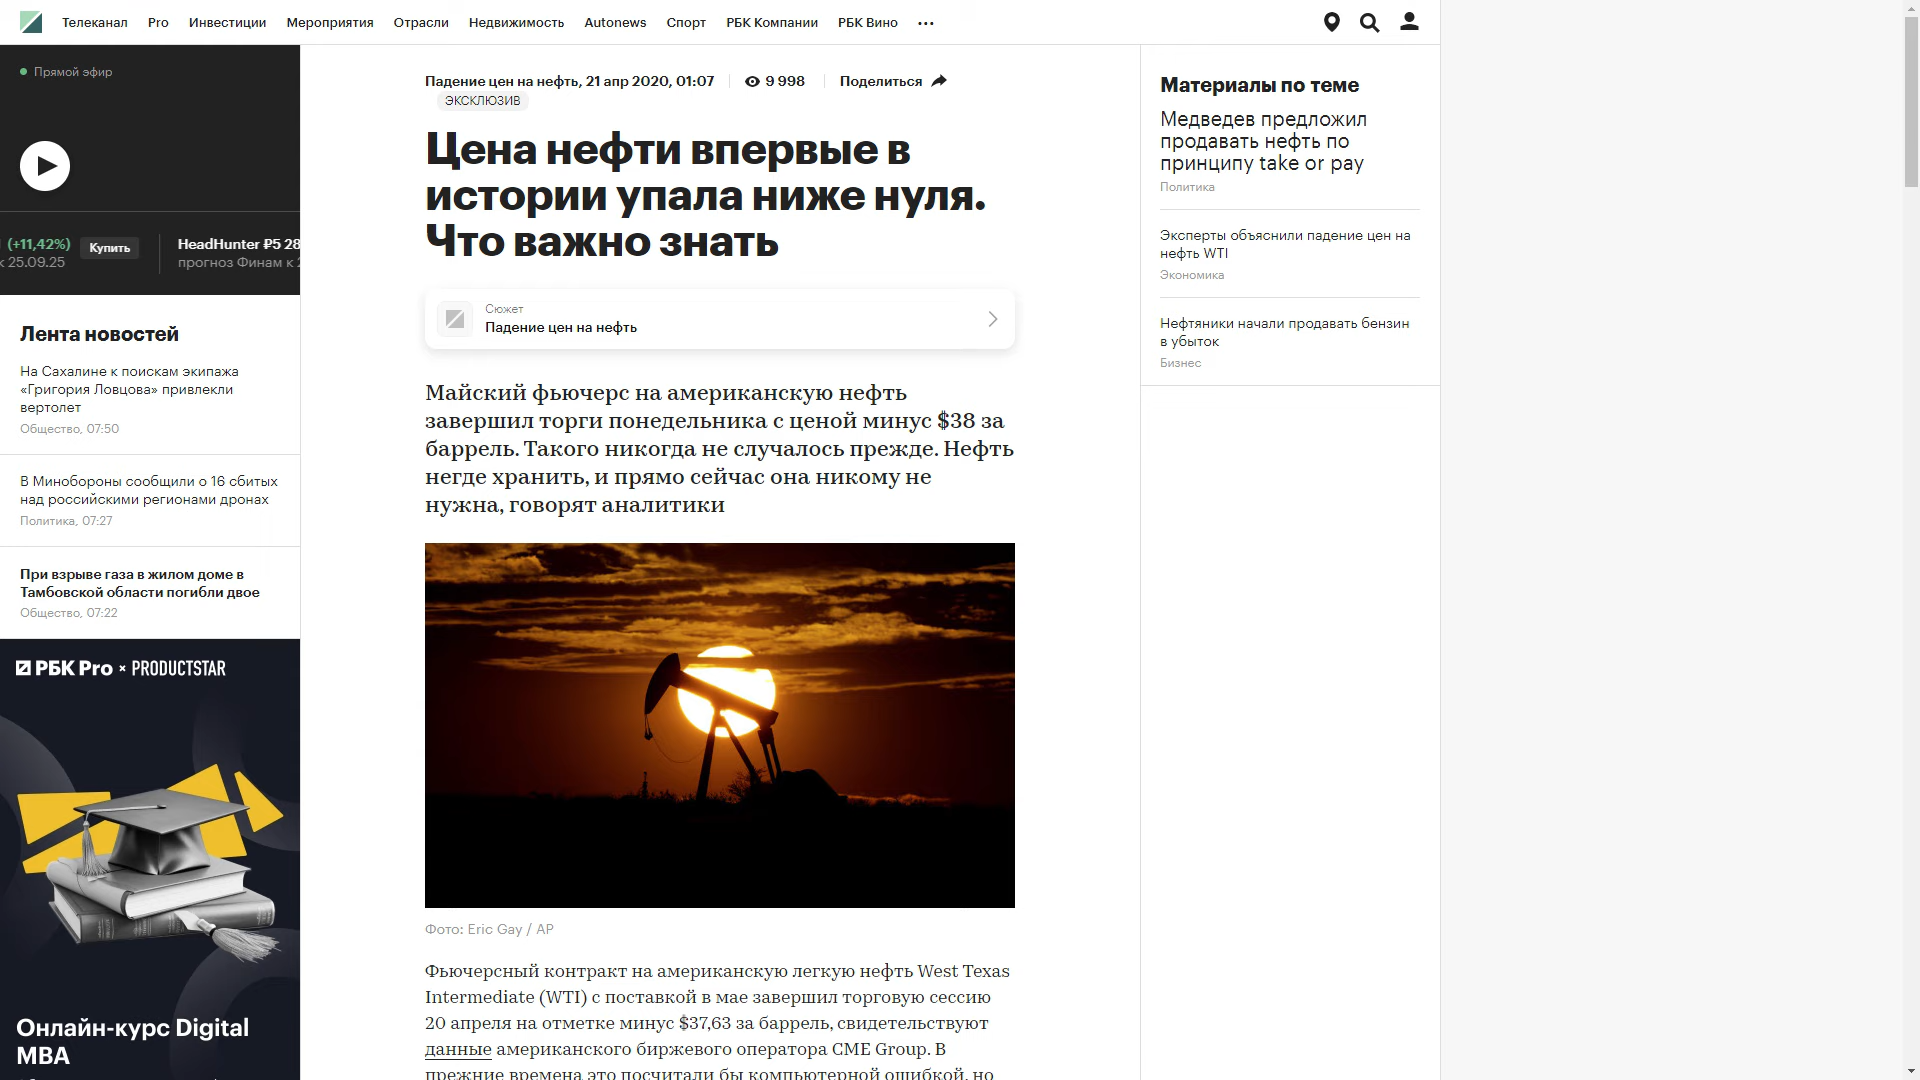 Телеканал Pro Инвестиции Мероприятия Отрасли Недвижимость Autonews Спорт РБК Компании РБК Вино ...
Прямой эфир
(+11,42%) Купить
к 25.09.25
HeadHunter ₽5 28
прогноз Финам к 2
Лента новостей
На Сахалине к поискам экипажа
«Григория Ловцова» привлекли
вертолет
Общество, 07:50
В Минобороны сообщили о 16 сбитых
над российскими регионами дронах
Политика, 07:27
При взрыве газа в жилом доме в
Тамбовской области погибли двое
Общество, 07:22
РБК Pro × PRODUCTSTAR
Онлайн-курс Digital
MBA
Падение цен на нефть, 21 апр 2020, 01:07 9 998 Поделиться
ЭКСКЛЮЗИВ
Цена нефти впервые в
истории упала ниже нуля.
Что важно знать
Сюжет
Падение цен на нефть
Майский фьючерс на американскую нефть
завершил торги понедельника с ценой минус $38 за
баррель. Такого никогда не случалось прежде. Нефть
негде хранить, и прямо сейчас она никому не
нужна, говорят аналитики
Фото: Eric Gay / AP
Фьючерсный контракт на американскую легкую нефть West Texas
Intermediate (WTI) с поставкой в мае завершил торговую сессию
20 апреля на отметке минус $37,63 за баррель, свидетельствуют
данные американского биржевого оператора CME Group. В
прежние времена это посчитали бы компьютерной ошибкой, но
Материалы по теме
Медведев предложил
продавать нефть по
принципу take or pay
Политика
Эксперты объяснили падение цен на
нефть WTI
Экономика
Нефтяники начали продавать бензин
в убыток
Бизнес